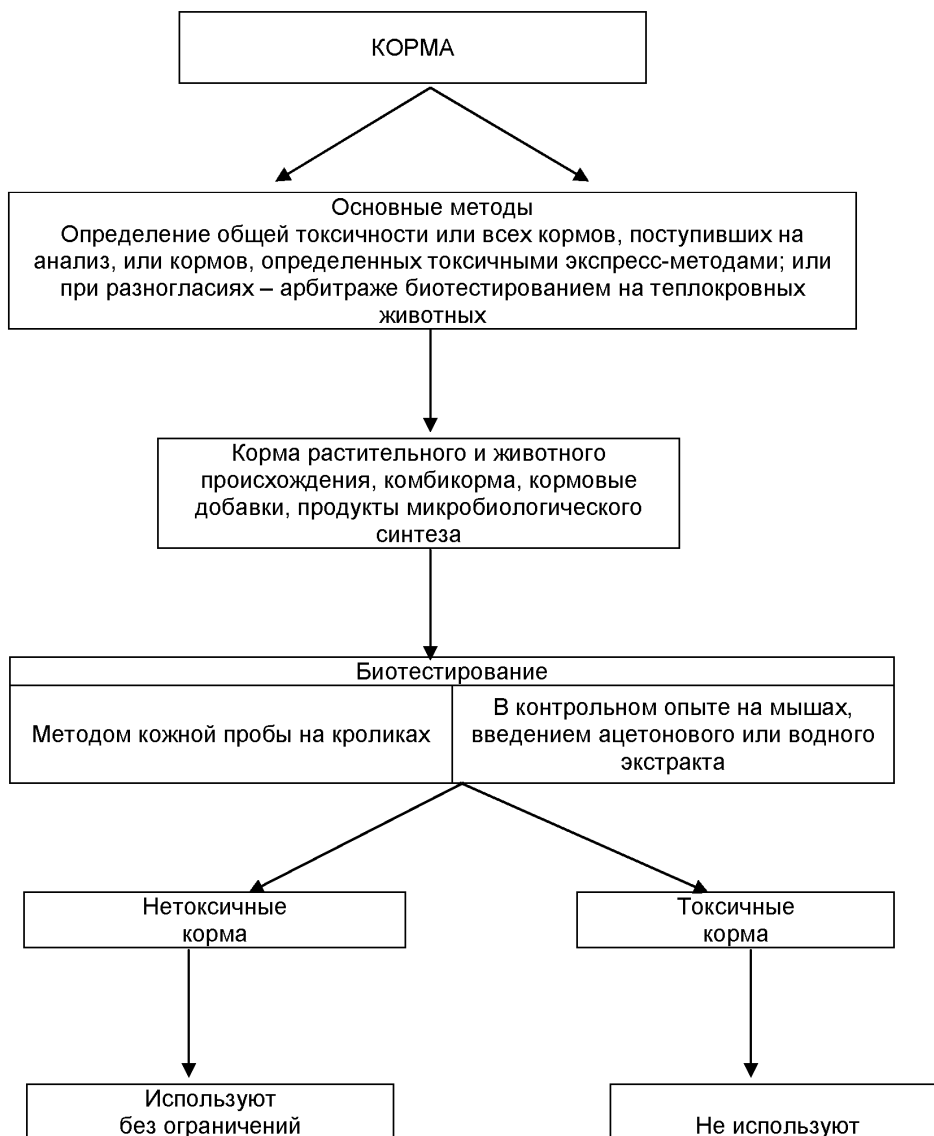 КОРМА
Основные методы
Определение общей токсичности или всех кормов, поступивших на
анализ, или кормов, определенных токсичными экспресс-методами; или
при разногласиях – арбитраже биотестированием на теплокровных
животных
Корма растительного и животного
происхождения, комбикорма, кормовые
добавки, продукты микробиологического
синтеза
Биотестирование
Методом кожной пробы на кроликах
В контрольном опыте на мышах,
введением ацетонового или водного
экстракта
Нетоксичные
корма
Токсичные
корма
Используют
без ограничений
Не используют